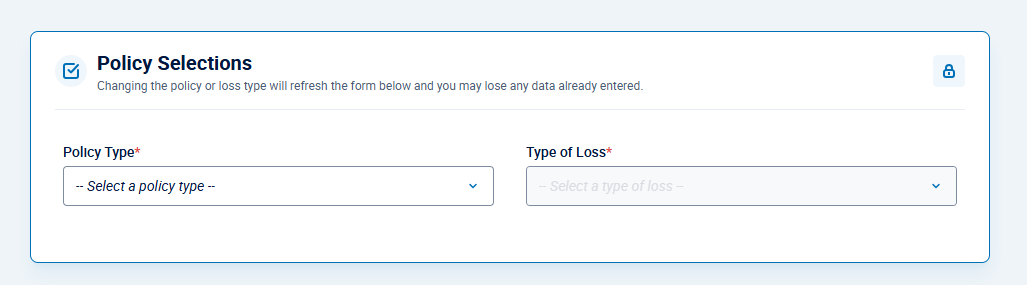 Policy Selections
Changing the policy or loss type will refresh the form below and you may lose any data already entered.
Policy Type*
Type of Loss*
-- Select a policy type --
-- Select a type of loss --